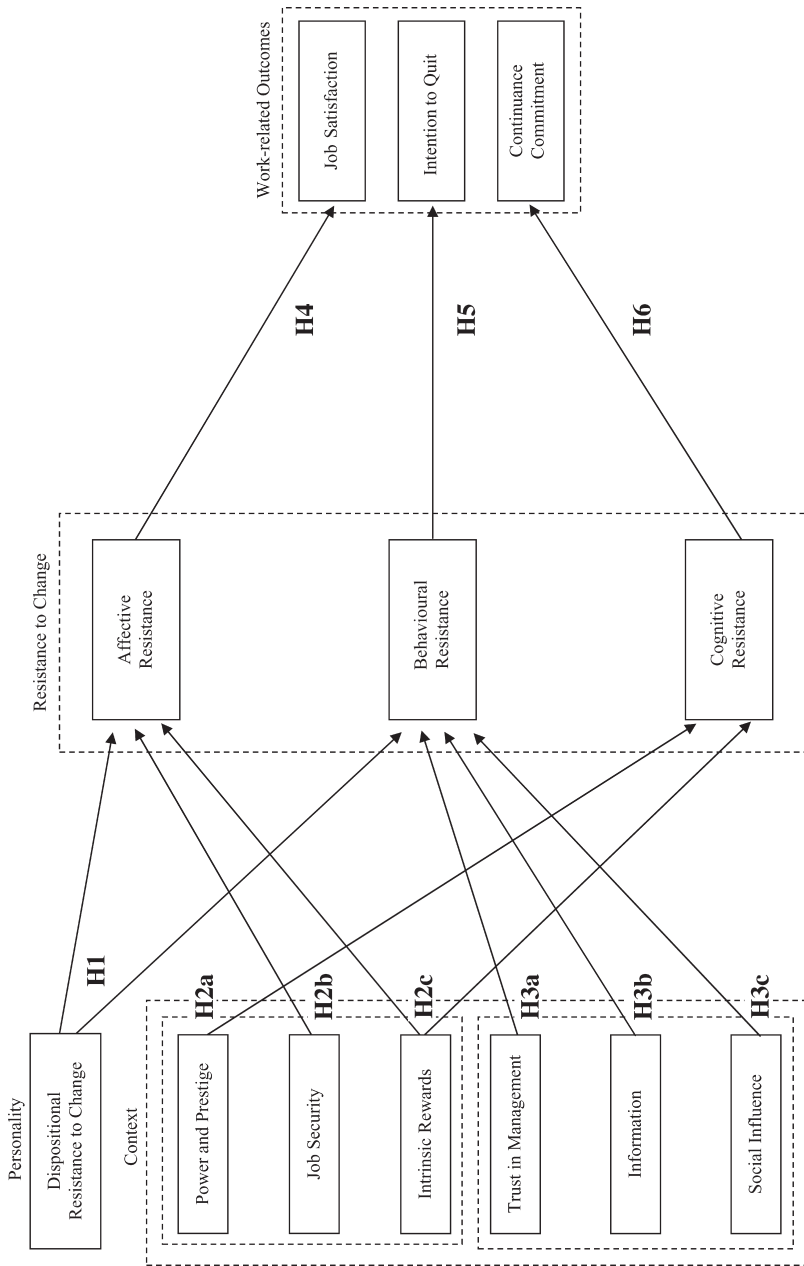 Personality
Dispositional
Resistance to Change
Context
Power and Prestige
Job Security
Intrinsic Rewards
Trust in Management
Information
Social Influence
H1
H2a
H2b
H2c
H3a
H3b
H3c
Resistance to Change
Affective
Resistance
Behavioural
Resistance
Cognitive
Resistance
H4
H5
H6
Work-related Outcomes
Job Satisfaction
Intention to Quit
Continuance
Commitment